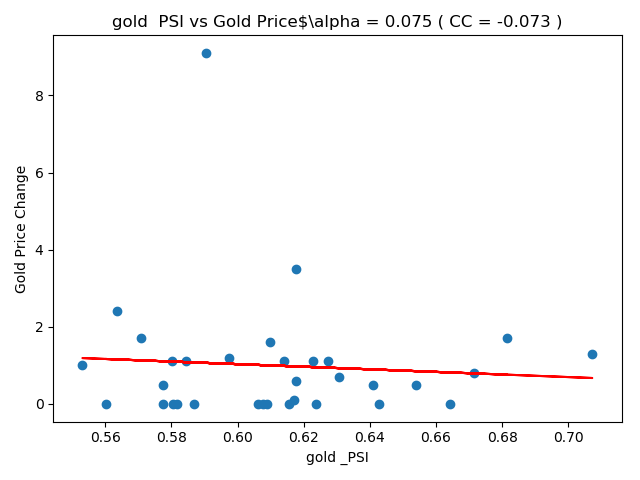 gold  PSI vs Gold Price$\alpha = 0.075 ( CC = -0.073 )
8
6
4
2
0
Gold Price Change
0.56 0.58 0.60 0.62 0.64 0.66 0.68 0.70
gold _PSI